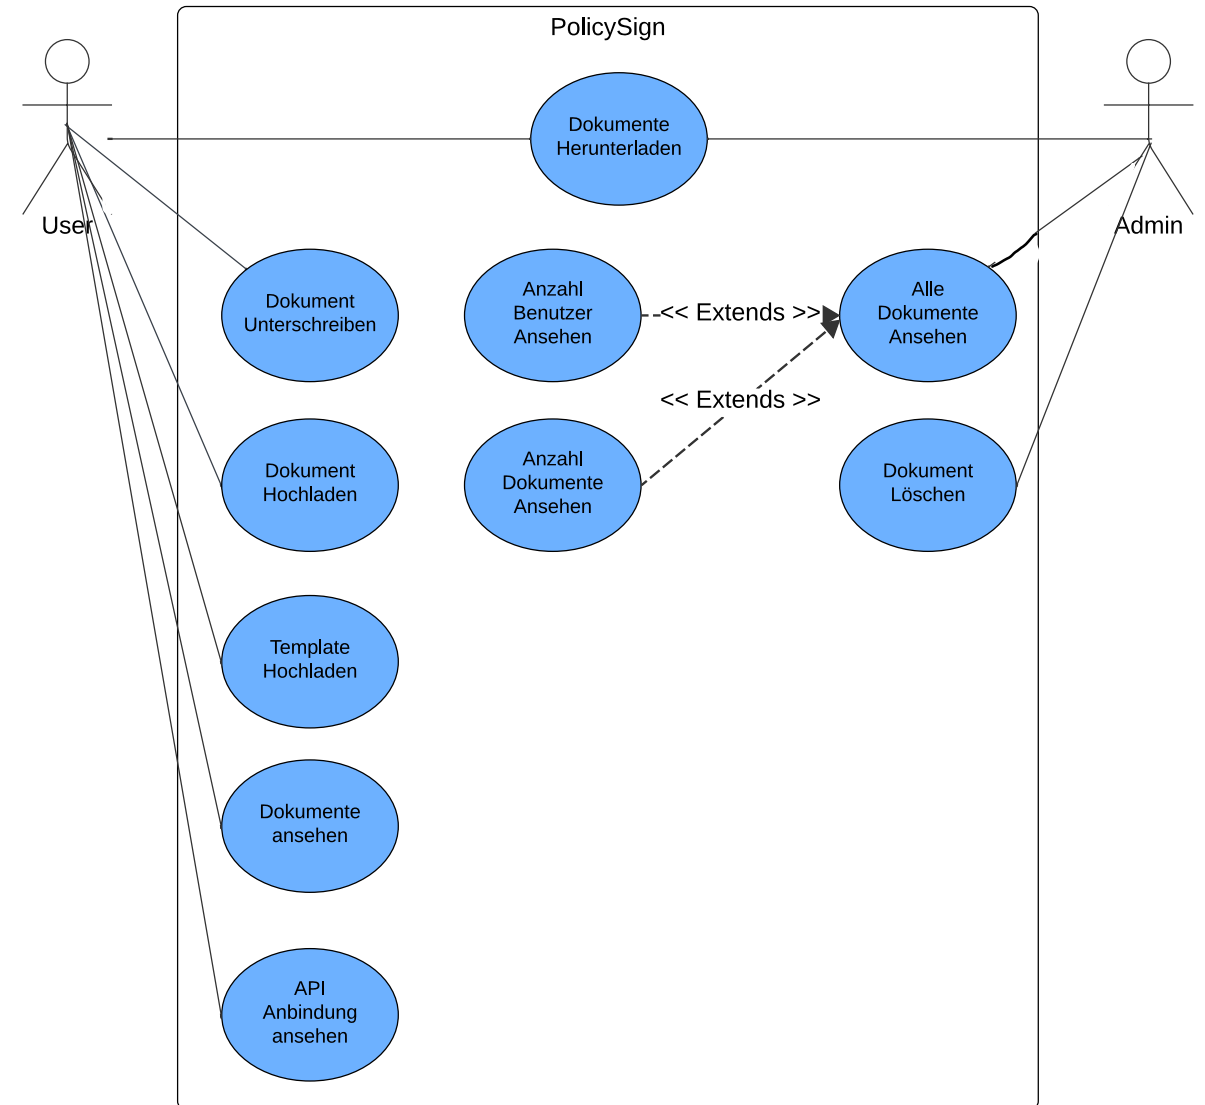 PolicySign
Dokumente
Herunterladen
User
Admin
Dokument
Unterschreiben
Anzahl
Benutzer
Ansehen
<< Extends >>
Alle
Dokumente
Ansehen
<< Extends >>
Dokument
Hochladen
Anzahl
Dokumente
Ansehen
Dokument
Löschen
Template
Hochladen
Dokumente
ansehen
API
Anbindung
ansehen